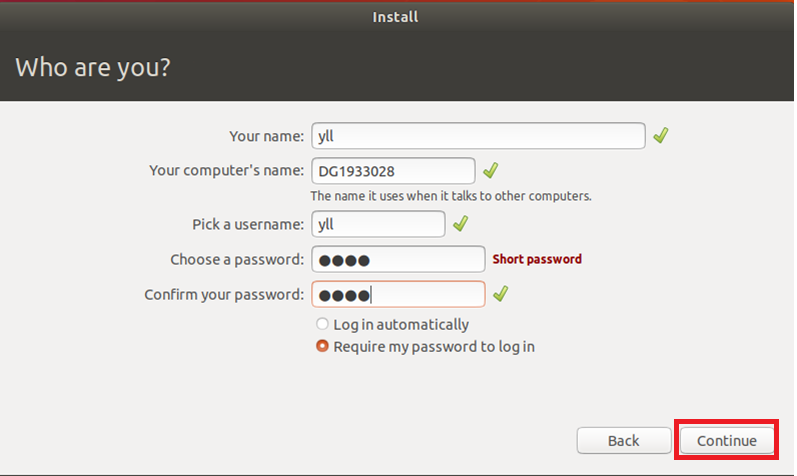 Install
Who are you?
Your name: yll
Your computer's name: DG1933028
The name it uses when it talks to other computers.
Pick a username: yll
Choose a password: ●●●● Short password
Confirm your password: ●●●●
Log in automatically
Require my password to log in
Back Continue